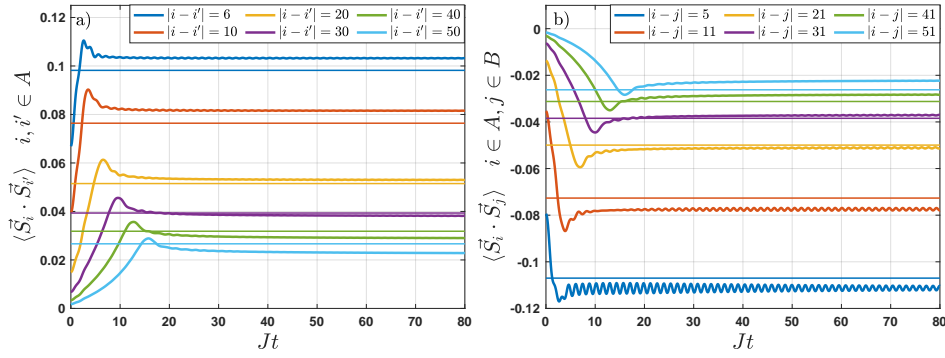 a)
|i − i′| = 6 |i − i′| = 20 |i − i′| = 40
|i − i′| = 10 |i − i′| = 30 |i − i′| = 50
⟨S⃗i · S⃗i′⟩ i, i′ ∈ A
0.12
0.1
0.08
0.06
0.04
0.02
0
0 10 20 30 40 50 60 70 80
Jt
b)
|i − j| = 5 |i − j| = 21 |i − j| = 41
|i − j| = 11 |i − j| = 31 |i − j| = 51
⟨S⃗i · S⃗j⟩ i ∈ A, j ∈ B
0
-0.02
-0.04
-0.06
-0.08
-0.1
-0.12
0 10 20 30 40 50 60 70 80
Jt